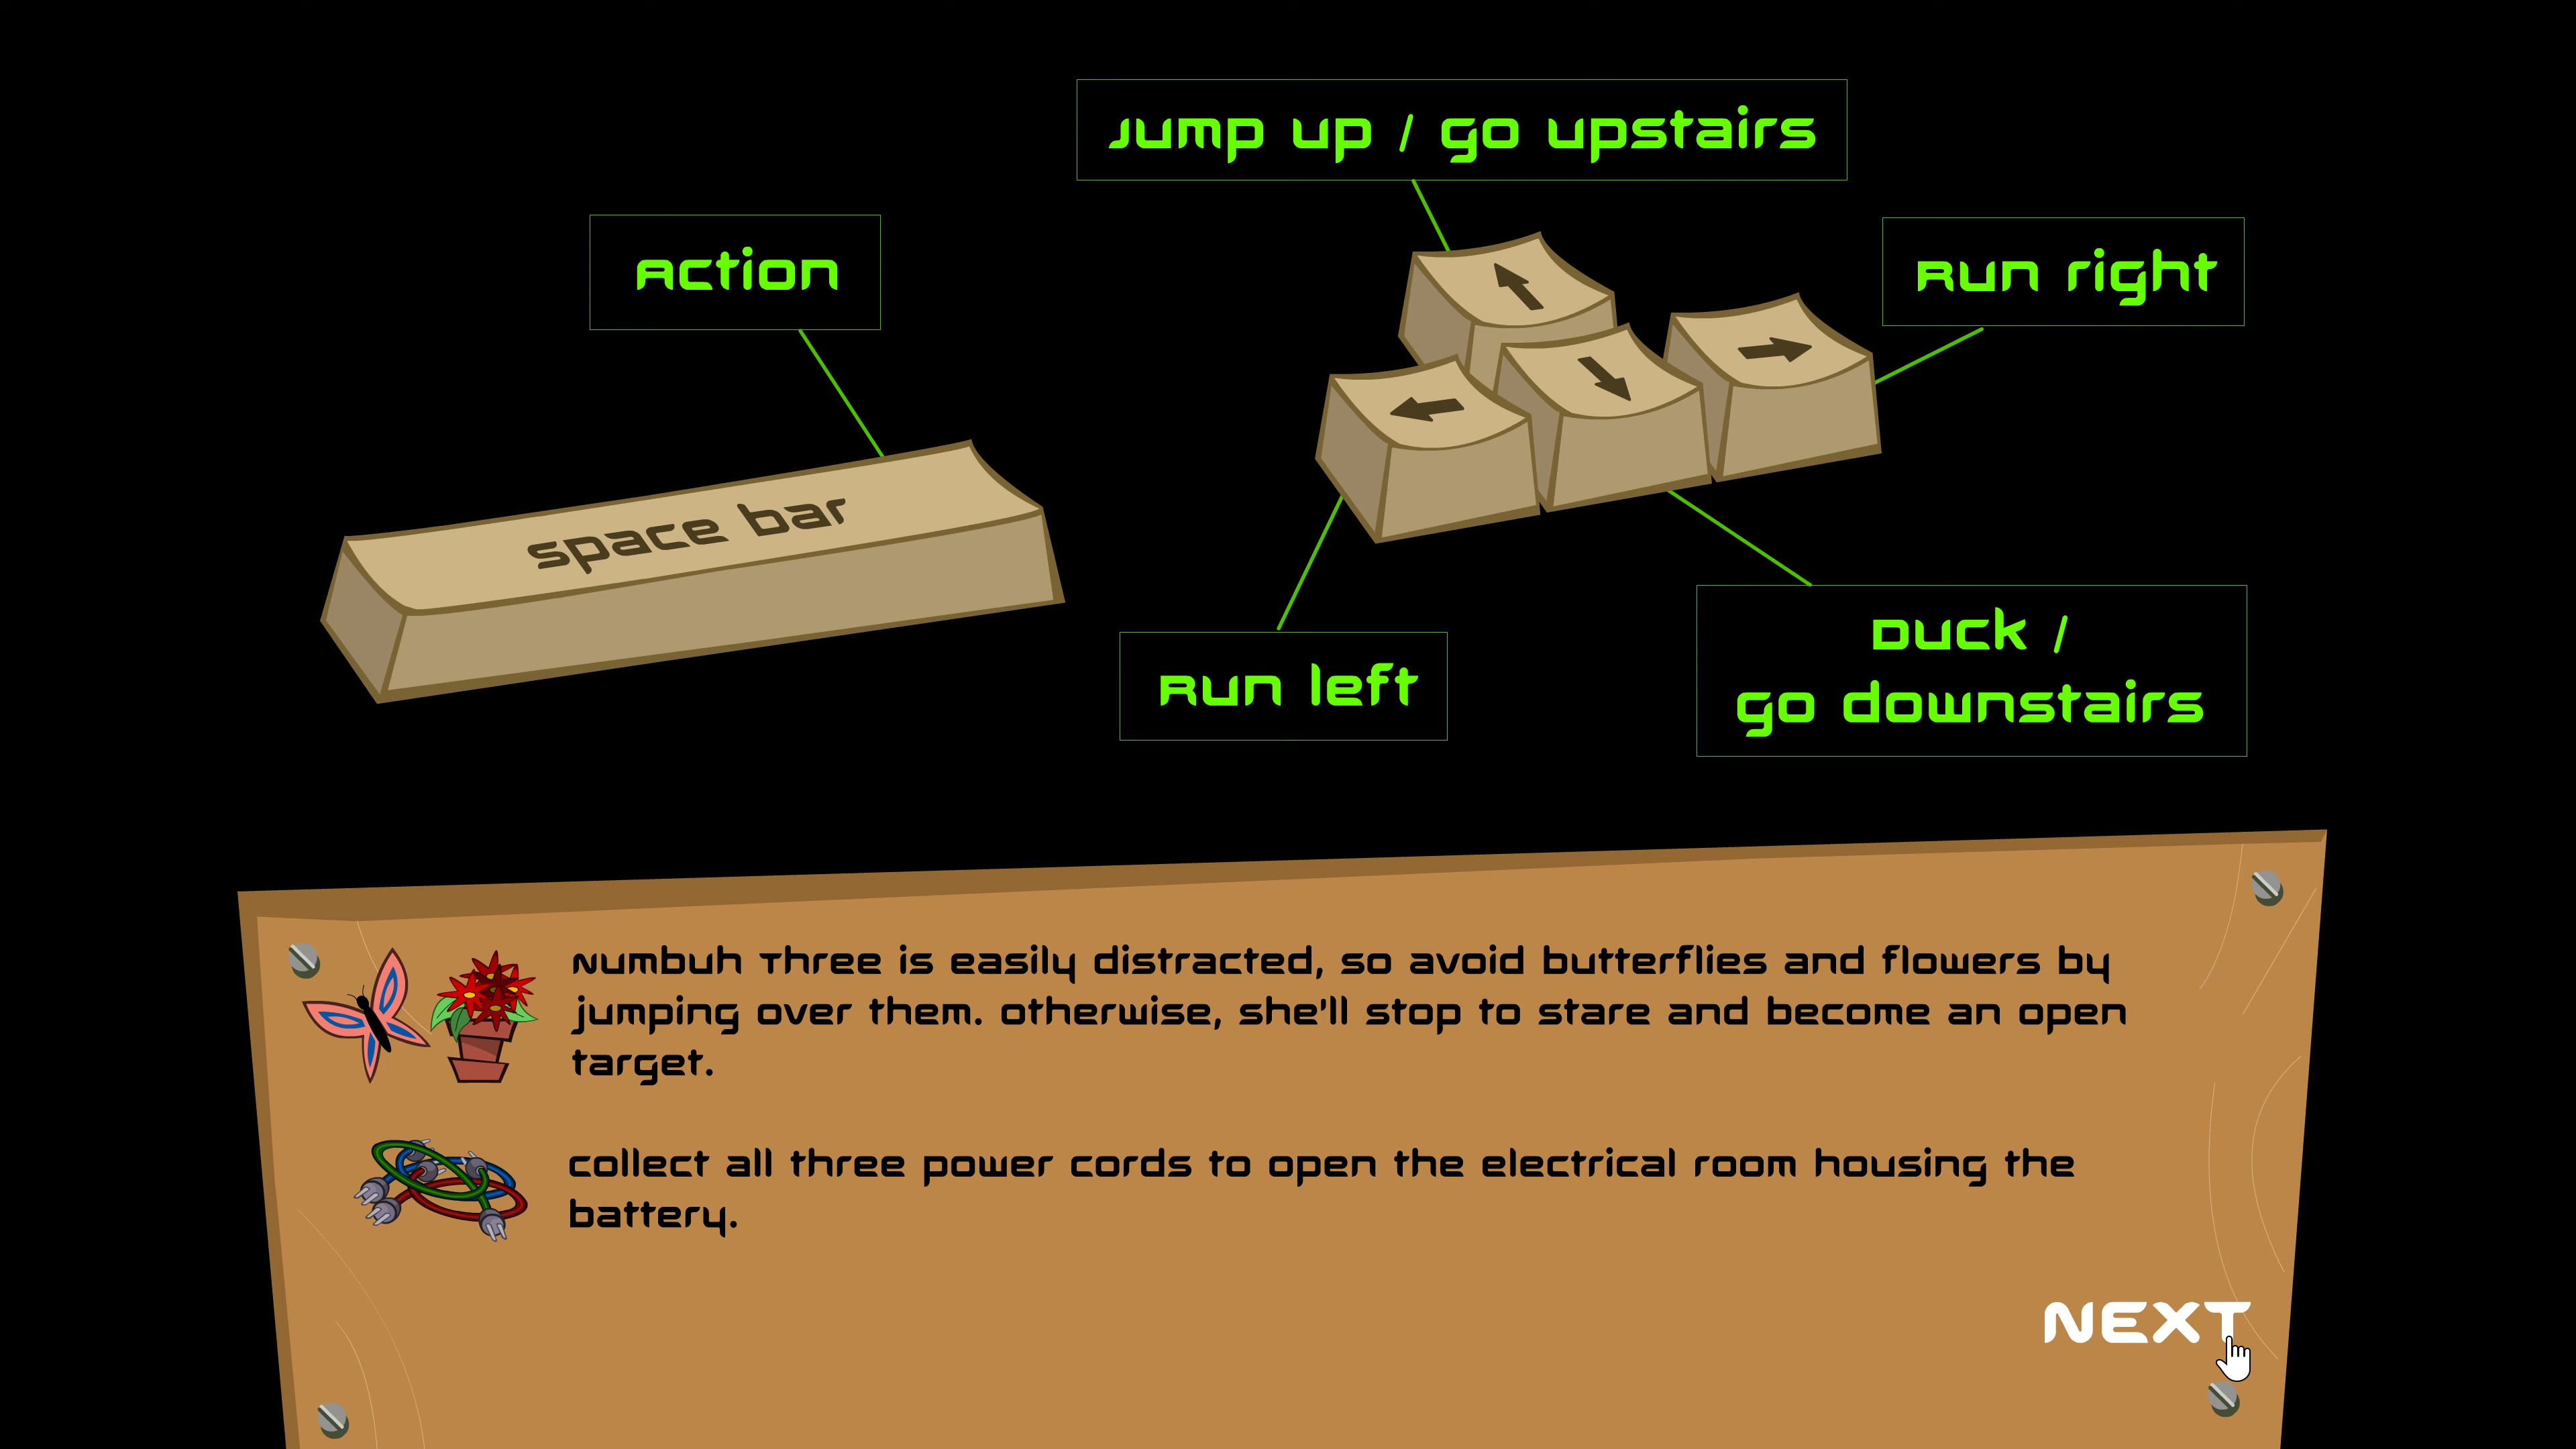 Jump up / go upstairs
Action
Run right
space bar
Run left
Duck /
go downstairs
Numbuh Three is easily distracted, so avoid butterflies and flowers by
jumping over them. otherwise, she'll stop to stare and become an open
target.
collect all three power cords to open the electrical room housing the
battery.
NEXT